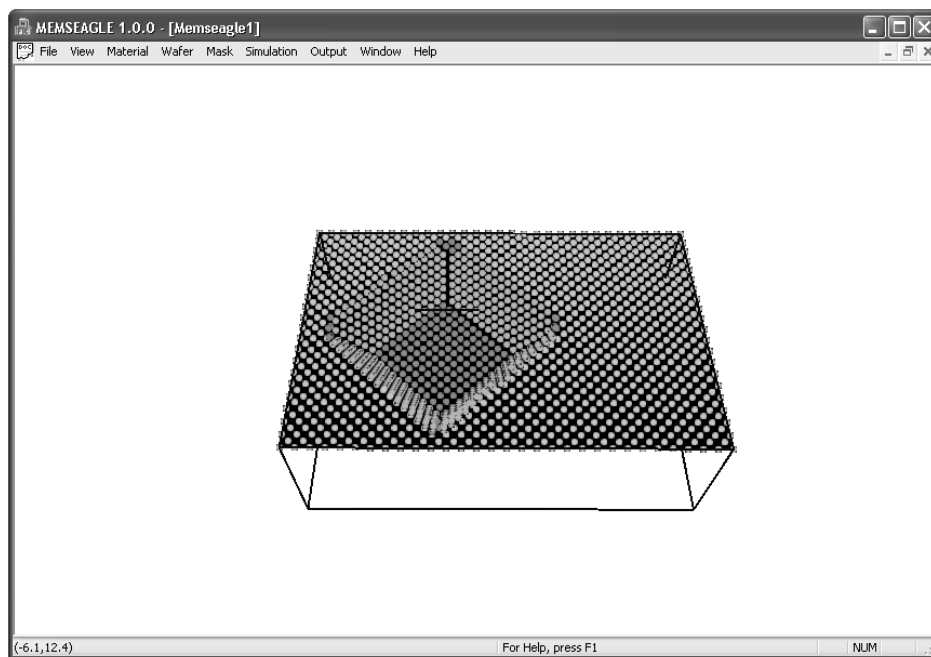 MEMSEAGLE 1.0.0 - [Memseagle1]
File View Material Wafer Mask Simulation Output Window Help
(-6.1,12.4) For Help, press F1 NUM